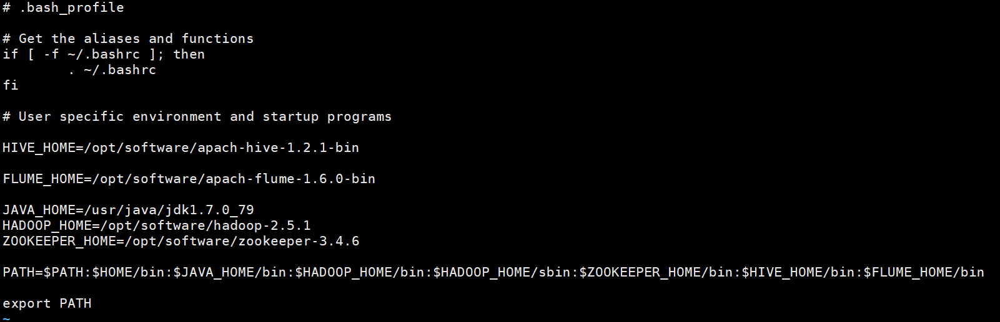 # .bash_profile
# Get the aliases and functions
if [ -f ~/.bashrc ]; then
        . ~/.bashrc
fi
# User specific environment and startup programs
HIVE_HOME=/opt/software/apach-hive-1.2.1-bin
FLUME_HOME=/opt/software/apach-flume-1.6.0-bin
JAVA_HOME=/usr/java/jdk1.7.0_79
HADOOP_HOME=/opt/software/hadoop-2.5.1
ZOOKEEPER_HOME=/opt/software/zookeeper-3.4.6
PATH=$PATH:$HOME/bin:$JAVA_HOME/bin:$HADOOP_HOME/bin:$HADOOP_HOME/sbin:$ZOOKEEPER_HOME/bin:$HIVE_HOME/bin:$FLUME_HOME/bin
export PATH
~